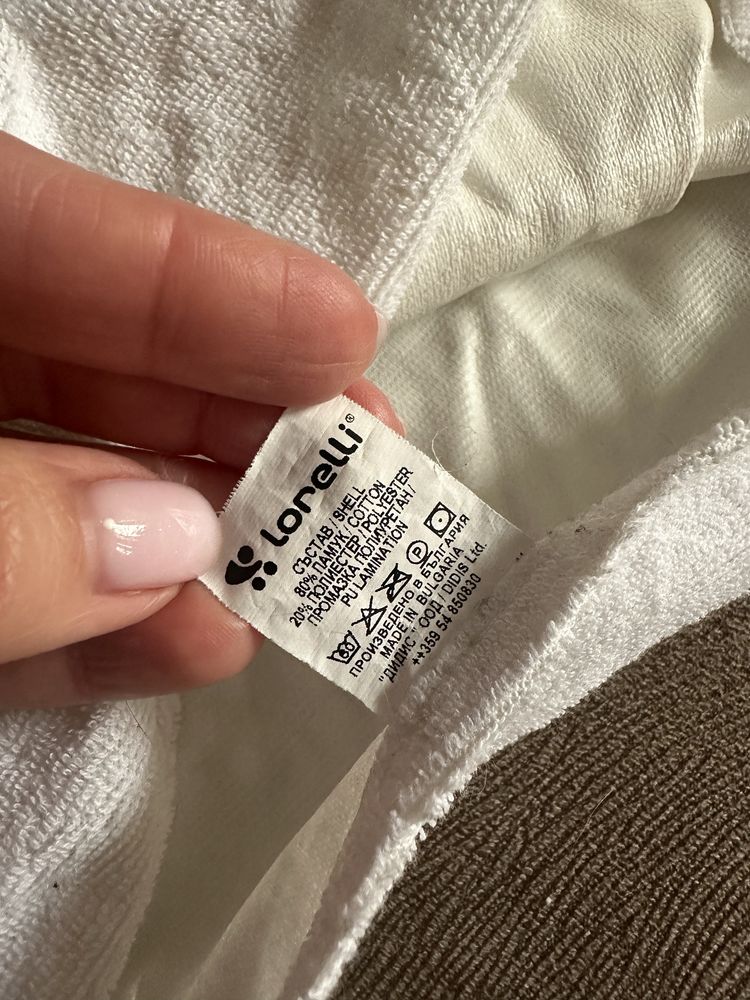 lorelli®
СЪСТАВ / SHELL
80% ПАМУК / COTTON
20% ПОЛИЕСТЕР / POLYESTER
ПРОМАЗКА ПОЛИУРЕТАН/
PU LAMINATION
80 P
ПРОИЗВЕДЕНО В БЪЛГАРИЯ
MADE IN BULGARIA
"ДИДИС" ООД / DIDIS Ltd.
++359 54 850830